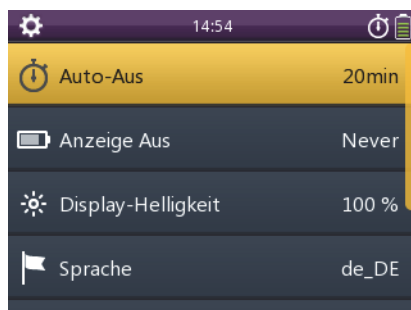 14:54
Auto-Aus 20min
Anzeige Aus Never
Display-Helligkeit 100 %
Sprache de_DE